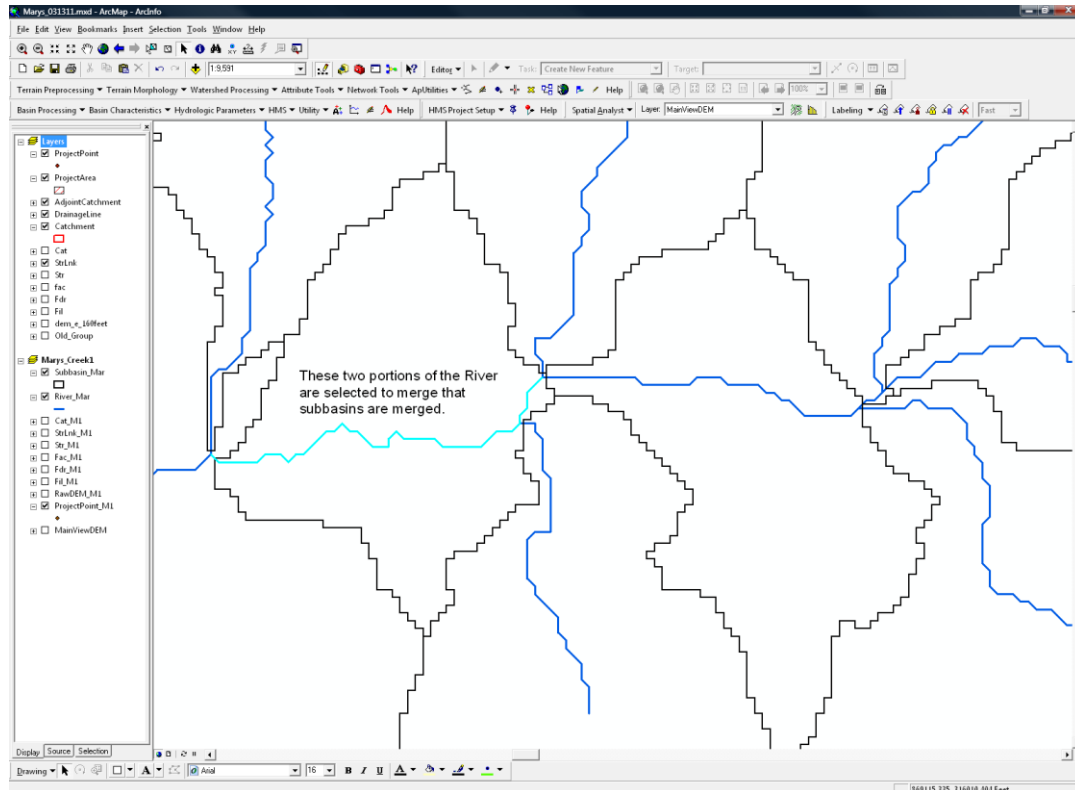 Marys_031311.mxd - ArcMap - ArcInfo
File Edit View Bookmarks Insert Selection Tools Window Help
1:9,591 Editor Task: Create New Feature Target:
Terrain Preprocessing Terrain Morphology Watershed Processing Attribute Tools Network Tools ApUtilities Help 100%
Basin Processing Basin Characteristics Hydrologic Parameters HMS Utility Help HMS Project Setup Help Spatial Analyst Layer: MainViewDEM Labeling Fast
Layers
ProjectPoint
ProjectArea
AdjointCatchment
DrainageLine
Catchment
Cat
StrLnk
Str
fac
Fdr
Fil
dem_e_160feet
Old_Group
Marys_Creek1
Subbasin_Mar
River_Mar
Cat_M1
StrLnk_M1
Str_M1
Fac_M1
Fdr_M1
Fil_M1
RawDEM_M1
ProjectPoint_M1
MainViewDEM
These two portions of the River
are selected to merge that
subbasins are merged.
Display Source Selection
Drawing A Arial 16 B I U A